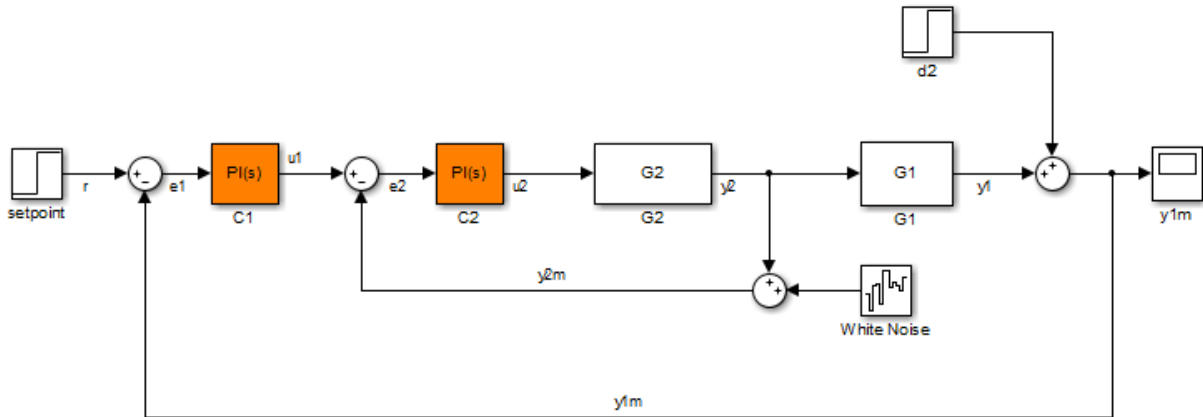 d2
PI(s)
u1
PI(s)
G2
G1
r
e1
e2
u2
y2
y1
setpoint
C1
C2
G2
G1
y1m
y2m
White Noise
y1m